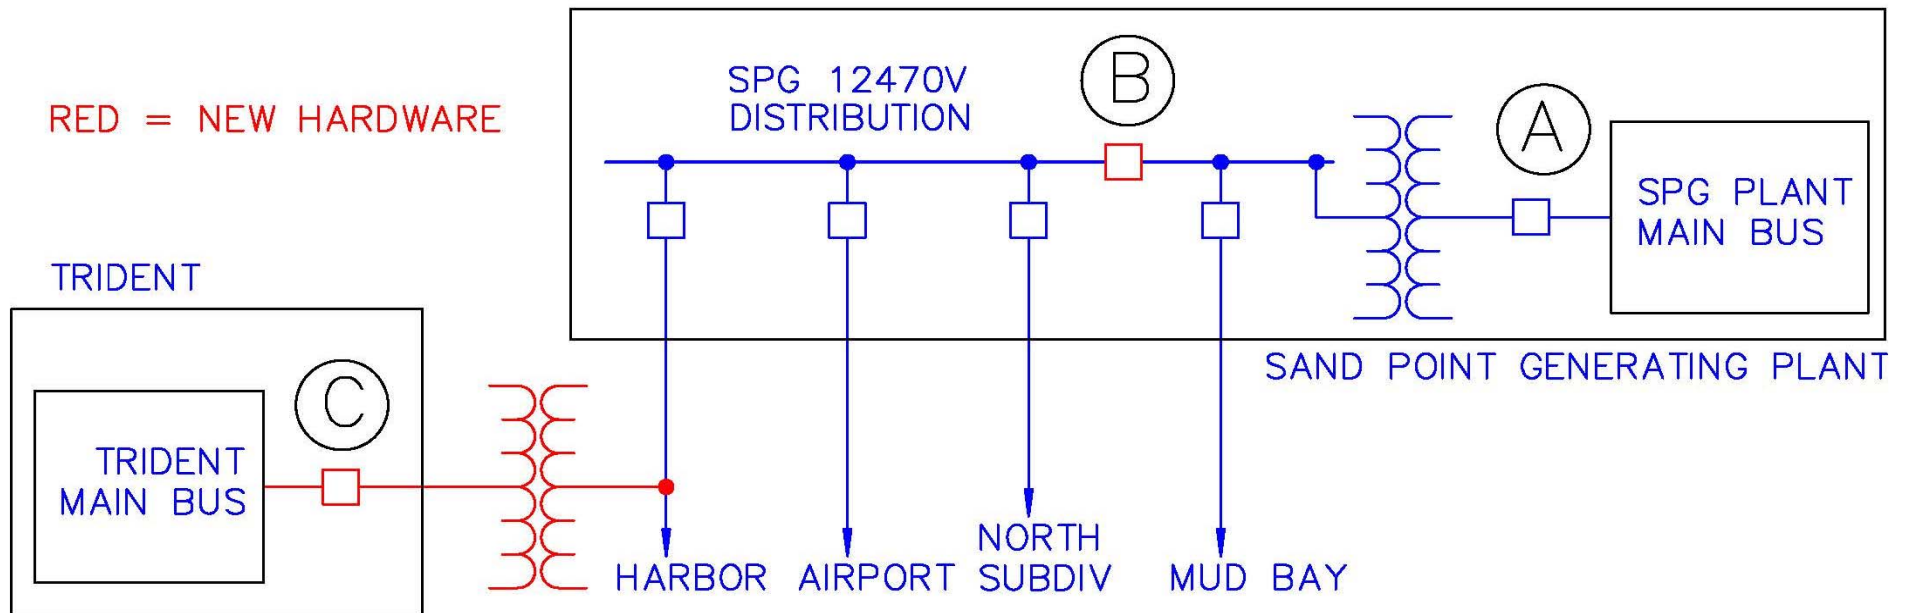 RED = NEW HARDWARE
SPG 12470V
DISTRIBUTION
B
A
SPG PLANT
MAIN BUS
TRIDENT
SAND POINT GENERATING PLANT
C
TRIDENT
MAIN BUS
HARBOR
AIRPORT
NORTH
SUBDIV
MUD BAY